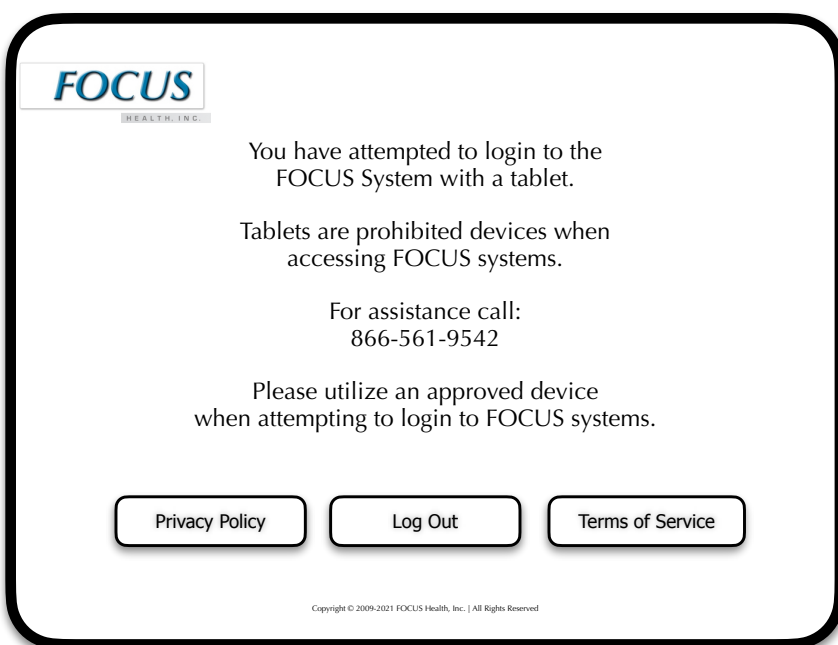 FOCUS
HEALTH, INC.
You have attempted to login to the
FOCUS System with a tablet.
Tablets are prohibited devices when
accessing FOCUS systems.
For assistance call:
866-561-9542
Please utilize an approved device
when attempting to login to FOCUS systems.
Privacy Policy
Log Out
Terms of Service
Copyright © 2009-2021 FOCUS Health, Inc. | All Rights Reserved